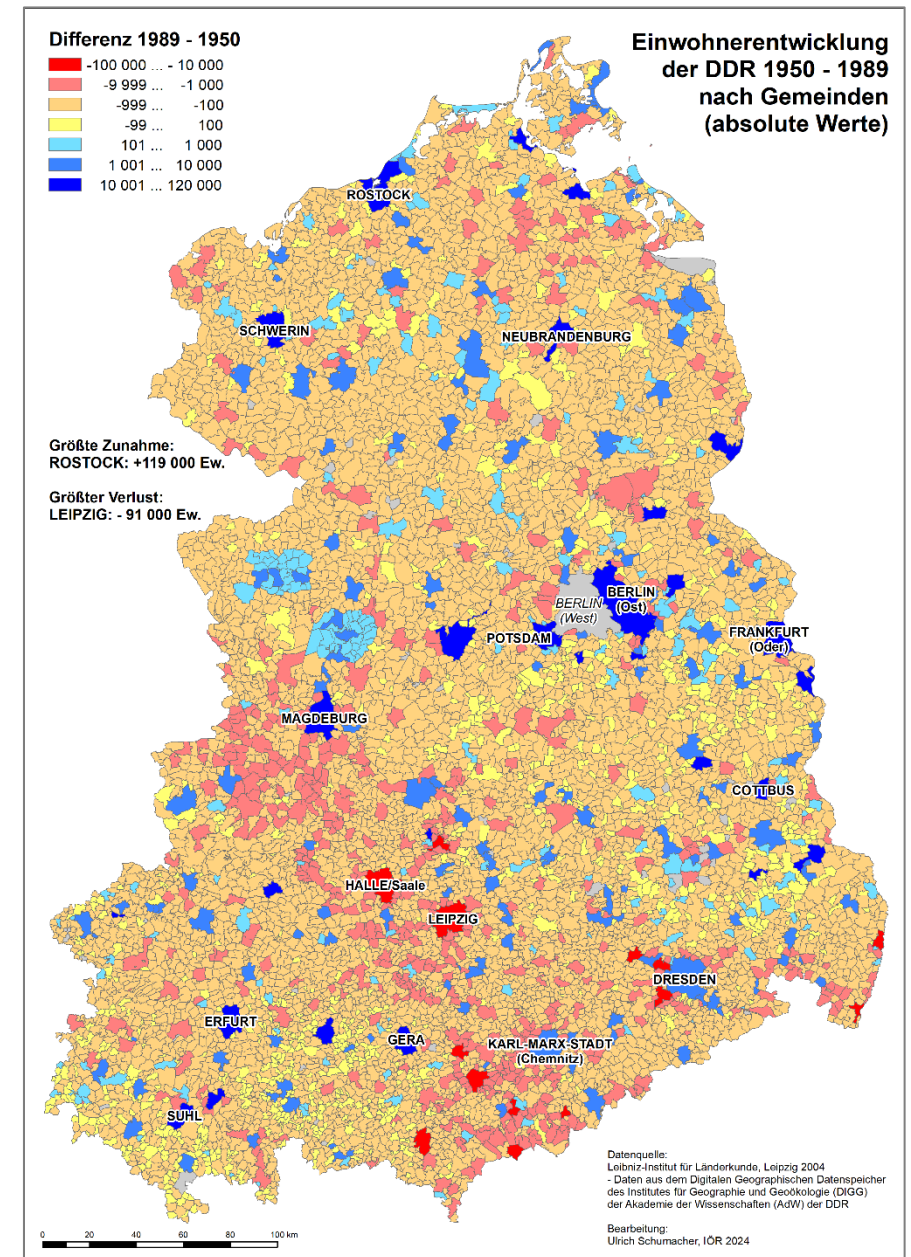 Differenz 1989 - 1950
-100 000 ... - 10 000
-9 999 ... -1 000
-999 ... -100
-99 ... 100
101 ... 1 000
1 001 ... 10 000
10 001 ... 120 000
Einwohnerentwicklung
der DDR 1950 - 1989
nach Gemeinden
(absolute Werte)
ROSTOCK
SCHWERIN
NEUBRANDENBURG
Größte Zunahme:
ROSTOCK: +119 000 Ew.
Größter Verlust:
LEIPZIG: - 91 000 Ew.
BERLIN
(Ost)
BERLIN
(West)
POTSDAM
FRANKFURT
(Oder)
MAGDEBURG
COTTBUS
HALLE/Saale
LEIPZIG
DRESDEN
ERFURT
GERA
KARL-MARX-STADT
(Chemnitz)
SUHL
Datenquelle:
Leibniz-Institut für Länderkunde, Leipzig 2004
- Daten aus dem Digitalen Geographischen Datenspeicher
des Institutes für Geographie und Geoökologie (DIGG)
der Akademie der Wissenschaften (AdW) der DDR
Bearbeitung:
Ulrich Schumacher, IÖR 2024
0 20 40 60 80 100 km